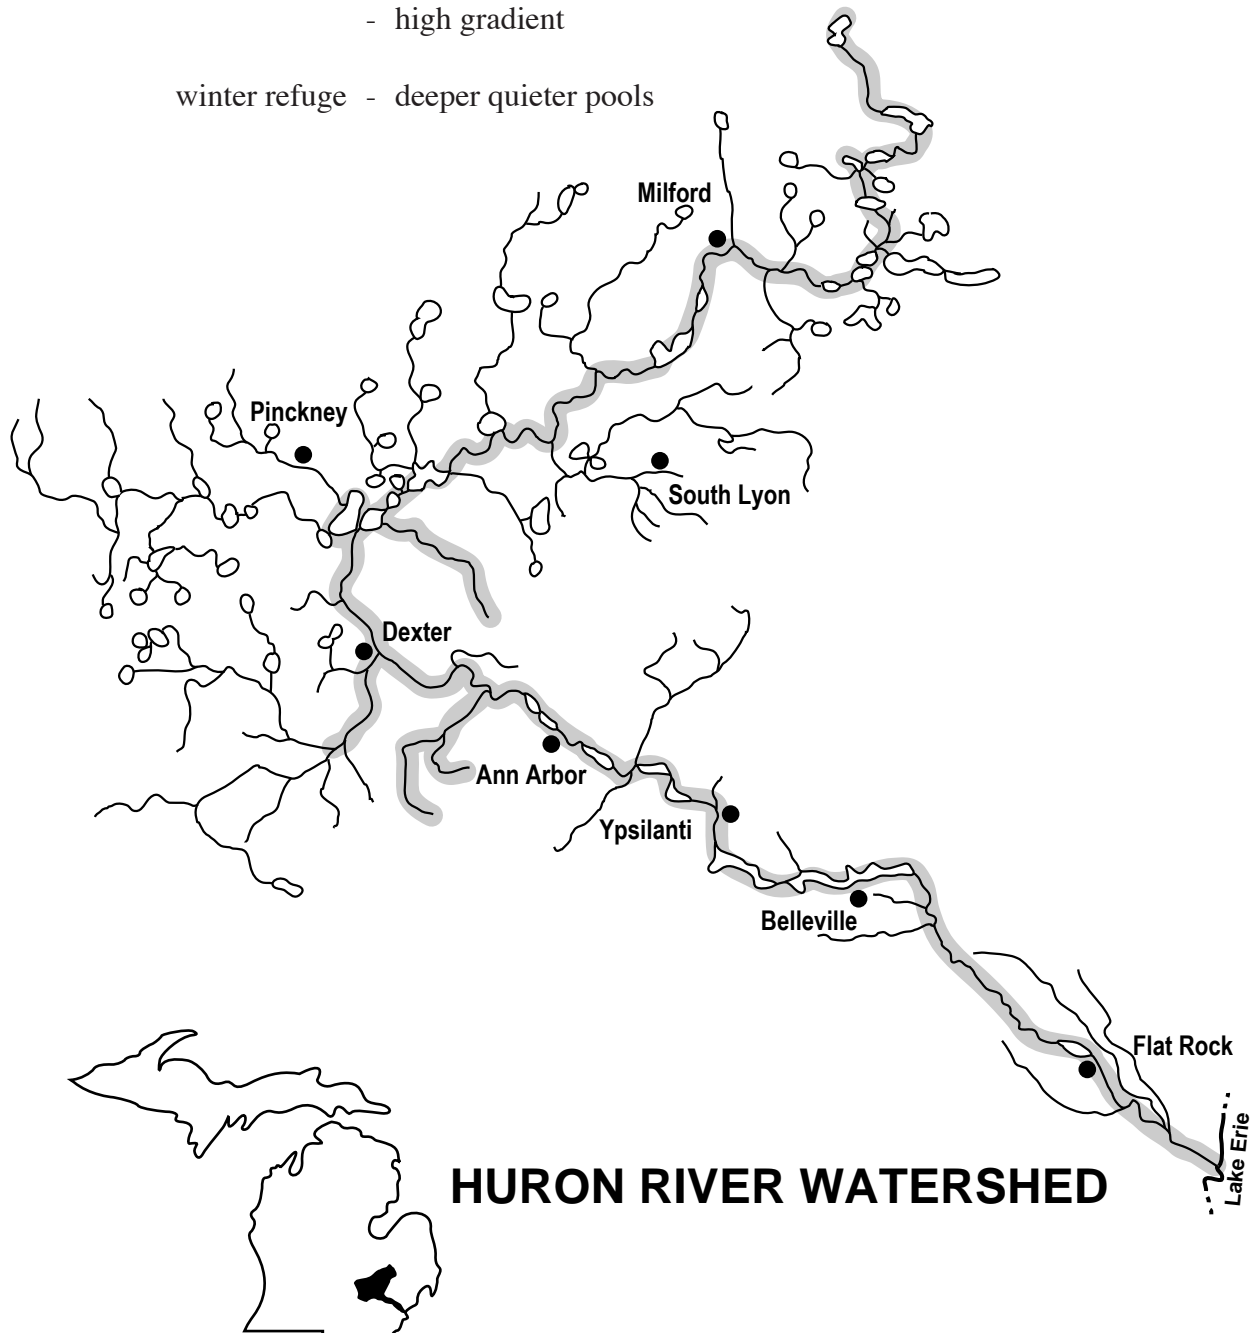 - high gradient
winter refuge - deeper quieter pools
Milford
Pinckney
South Lyon
Dexter
Ann Arbor
Ypsilanti
Belleville
Flat Rock
Lake Erie
HURON RIVER WATERSHED